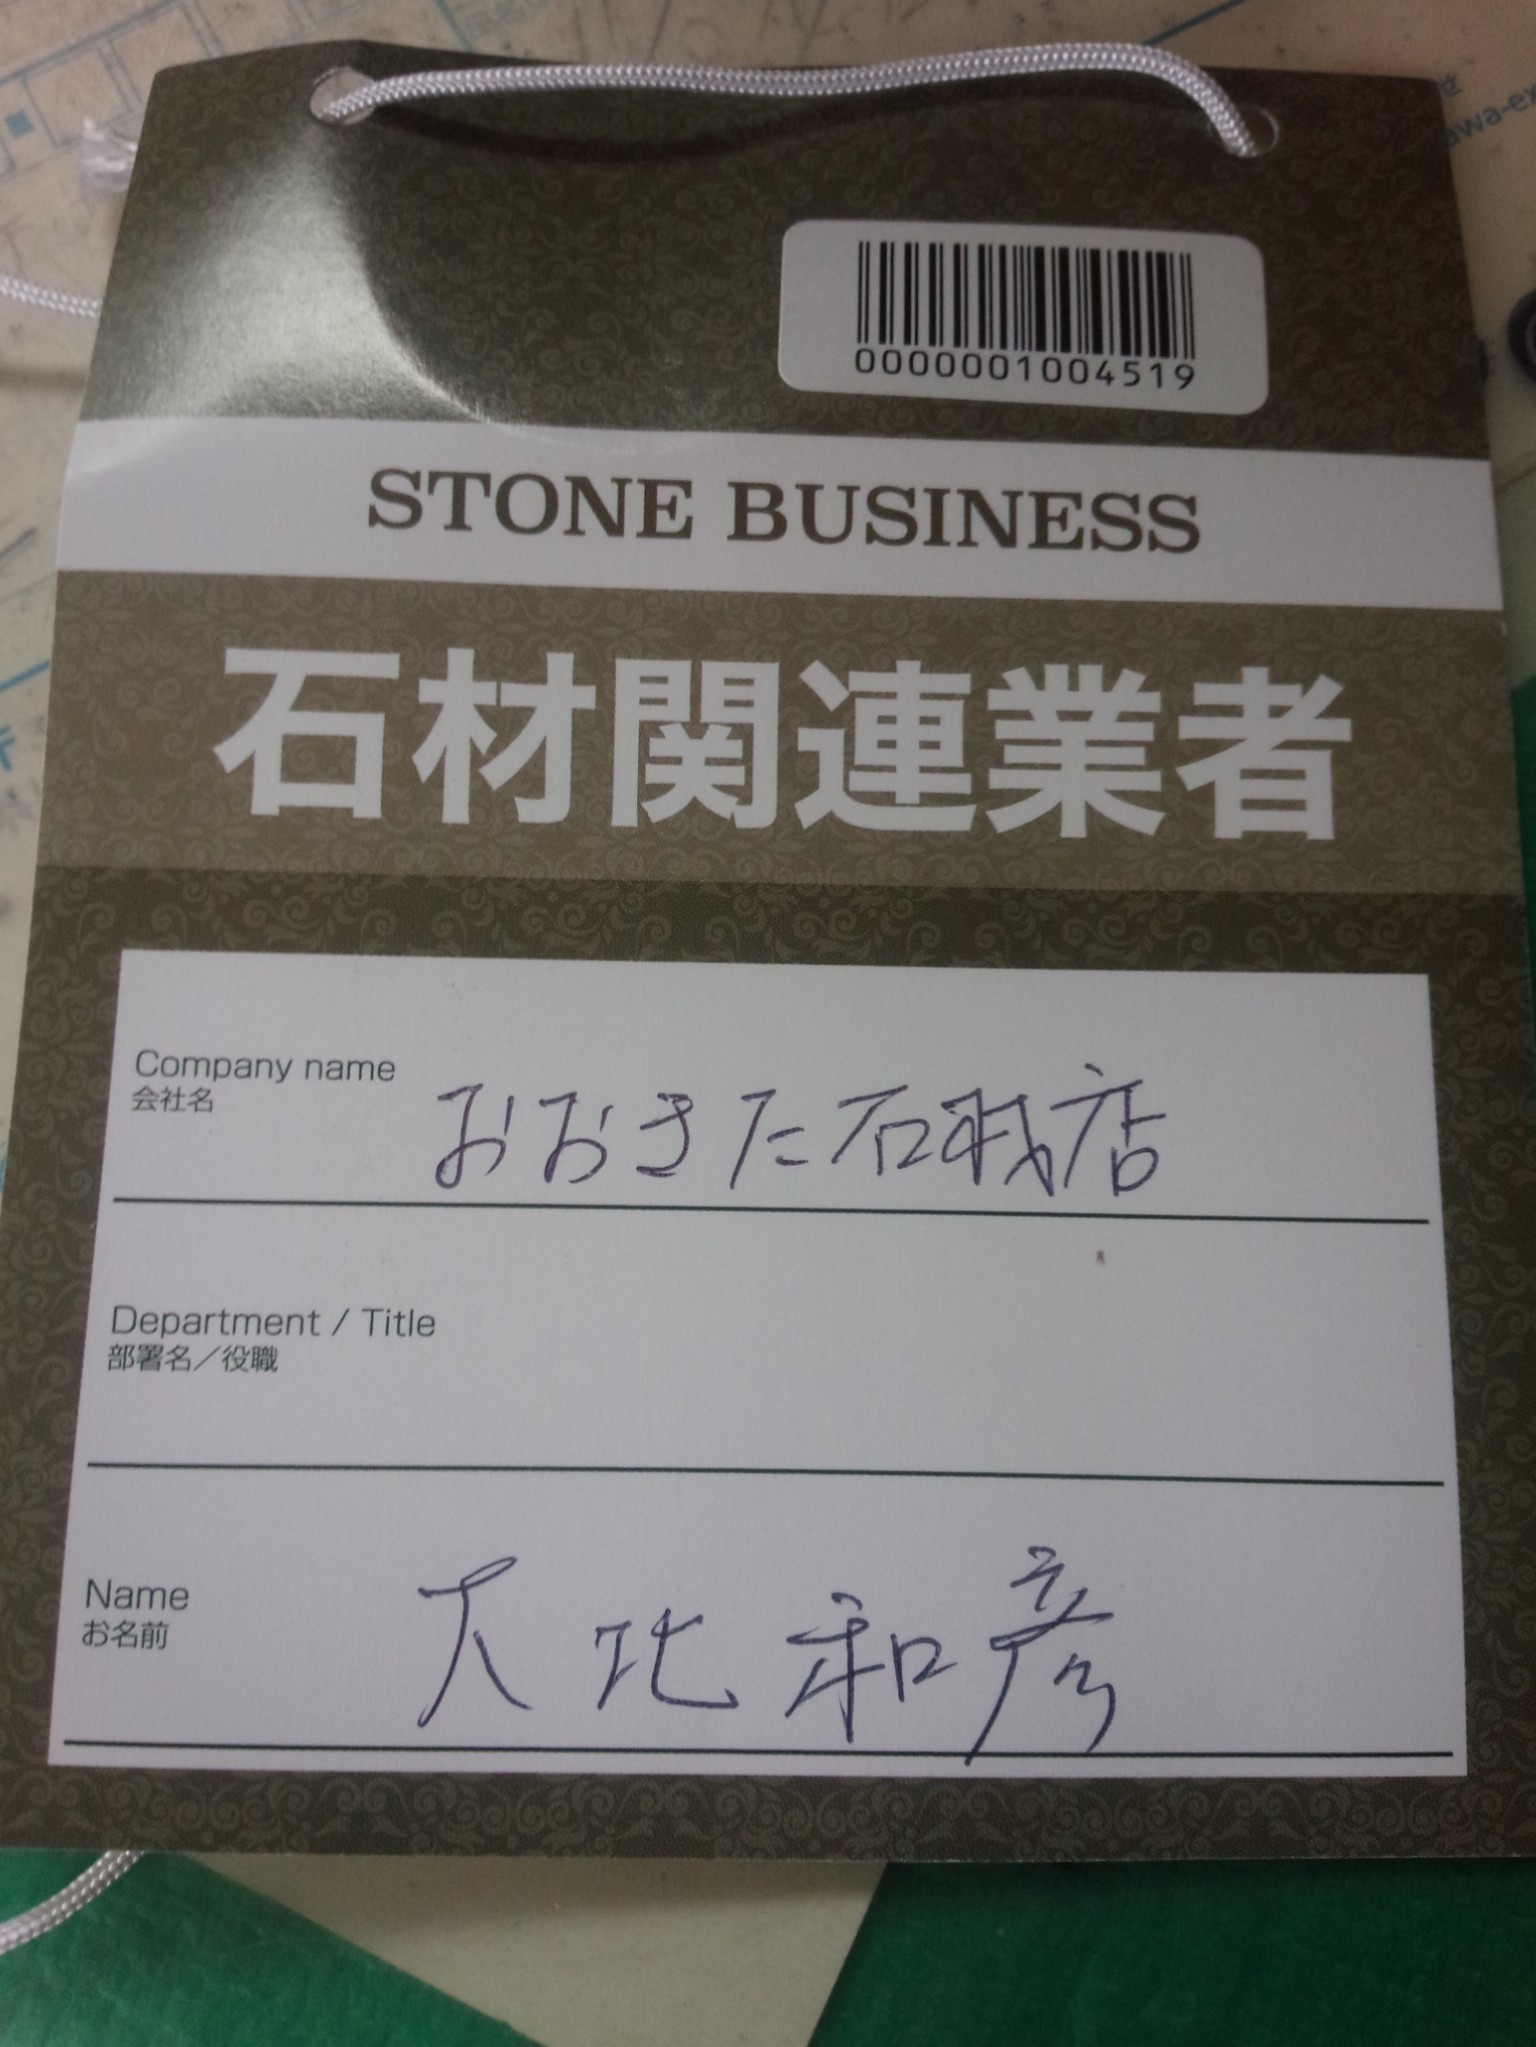 0000001004519
STONE BUSINESS
石材関連業者
Company name
会社名
おおきた石材店
Department / Title
部署名／役職
Name
お名前
大北和彦